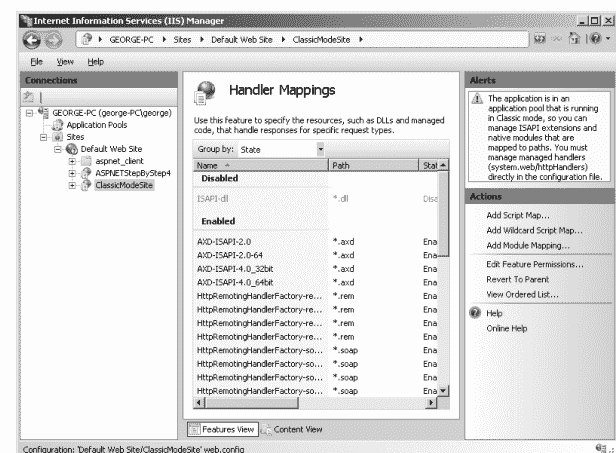 Internet Information Services (IIS) Manager
GEORGE-PC Sites Default Web Site ClassicModeSite
File View Help
Connections
GEORGE-PC (george-PC\george)
Application Pools
Sites
Default Web Site
aspnet_client
ASPNETStepByStep4
ClassicModeSite
Handler Mappings
Use this feature to specify the resources, such as DLLs and managed
code, that handle responses for specific request types.
Group by: State
Name Path Stat
Disabled
ISAPI-dll *.dll Disa
Enabled
AXD-ISAPI-2.0 *.axd Ena
AXD-ISAPI-2.0-64 *.axd Ena
AXD-ISAPI-4.0_32bit *.axd Ena
AXD-ISAPI-4.0_64bit *.axd Ena
HttpRemotingHandlerFactory-re... *.rem Ena
HttpRemotingHandlerFactory-re... *.rem Ena
HttpRemotingHandlerFactory-re... *.rem Ena
HttpRemotingHandlerFactory-re... *.rem Ena
HttpRemotingHandlerFactory-so... *.soap Ena
HttpRemotingHandlerFactory-so... *.soap Ena
HttpRemotingHandlerFactory-so... *.soap Ena
HttpRemotingHandlerFactory-so... *.soap Ena
Features View Content View
Alerts
The application is in an
application pool that is running
in Classic mode, so you can
manage ISAPI extensions and
native modules that are
mapped to paths. You must
manage managed handlers
(system.web/httpHandlers)
directly in the configuration file.
Actions
Add Script Map...
Add Wildcard Script Map...
Add Module Mapping...
Edit Feature Permissions...
Revert To Parent
View Ordered List...
Help
Online Help
Configuration: 'Default Web Site/ClassicModeSite' web.config